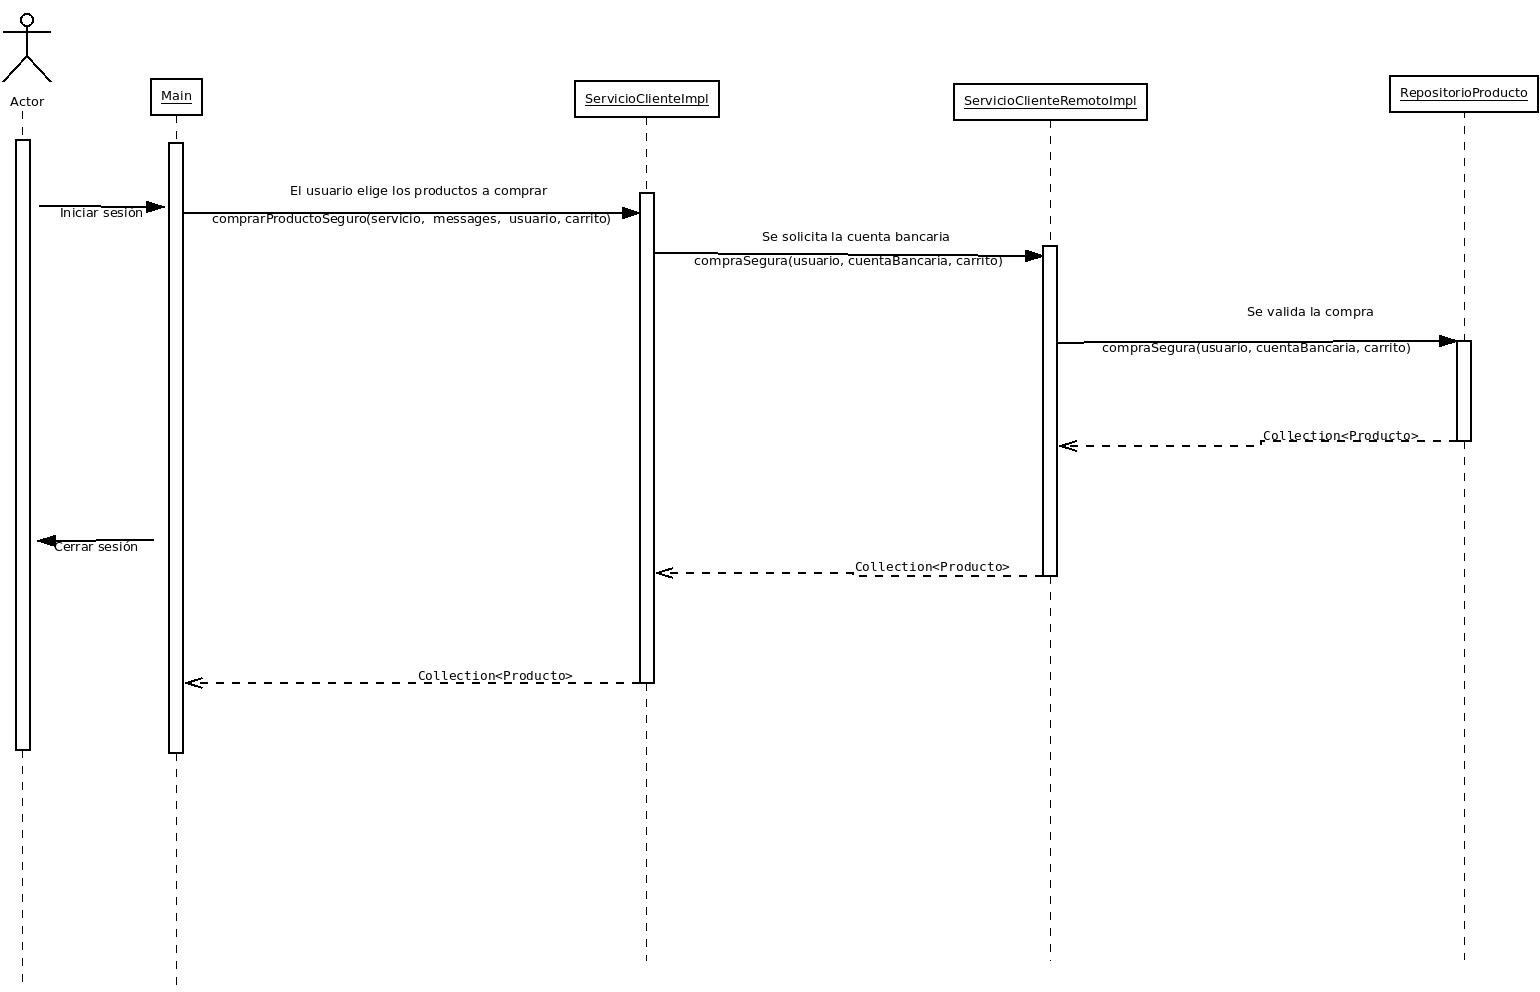 Actor
Main
ServicioClienteImpl
ServicioClienteRemotoImpl
RepositorioProducto
Iniciar sesión
El usuario elige los productos a comprar
comprarProductoSeguro(servicio, messages, usuario, carrito)
Se solicita la cuenta bancaria
compraSegura(usuario, cuentaBancaria, carrito)
Se valida la compra
compraSegura(usuario, cuentaBancaria, carrito)
Collection<Producto>
Cerrar sesión
Collection<Producto>
Collection<Producto>